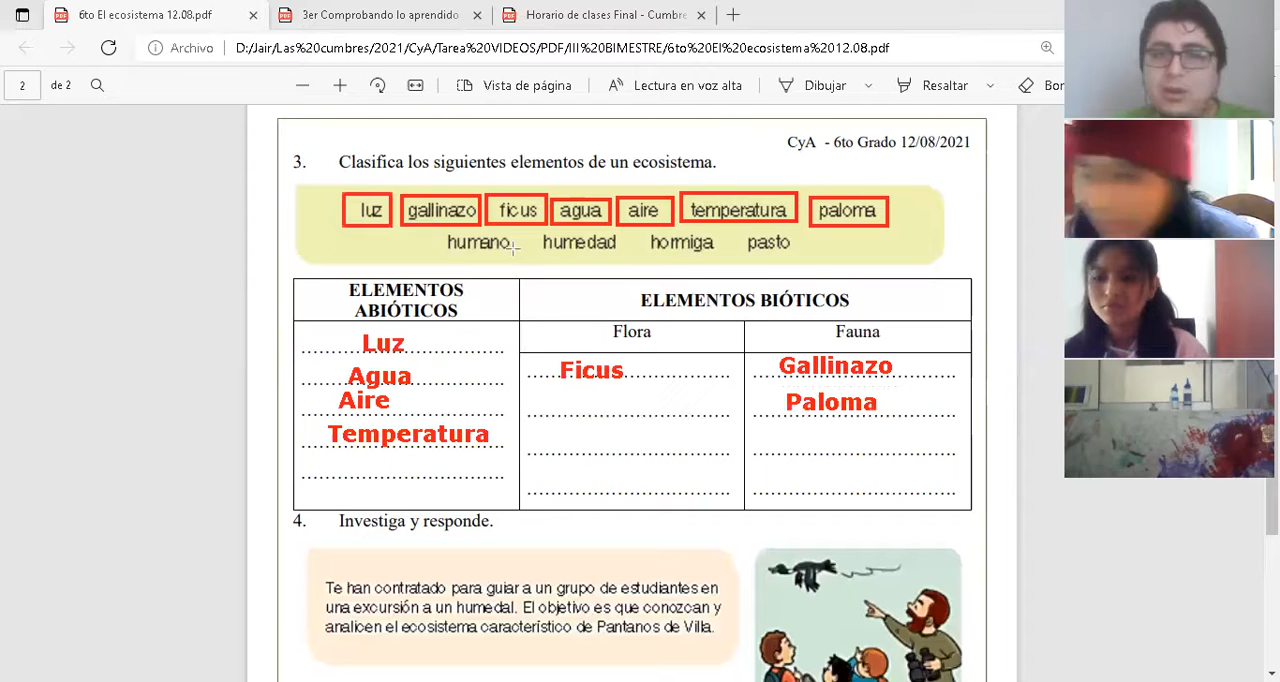 6to El ecosistema 12.08.pdf
3er Comprobando lo aprendido
Horario de clases Final - Cumbre
Archivo
D:/Jair/Las%20cumbres/2021/CyA/Tarea%20VIDEOS/PDF/III%20BIMESTRE/6to%20El%20ecosistema%2012.08.pdf
2 de 2
Vista de página
Lectura en voz alta
Dibujar
Resaltar
Bor
CyA - 6to Grado 12/08/2021
3. Clasifica los siguientes elementos de un ecosistema.
luz gallinazo ficus agua aire temperatura paloma
humano humedad hormiga pasto
ELEMENTOS
ABIÓTICOS
ELEMENTOS BIÓTICOS
Flora
Fauna
Luz
Agua
Aire
Temperatura
Ficus
Gallinazo
Paloma
4. Investiga y responde.
Te han contratado para guiar a un grupo de estudiantes en
una excursión a un humedal. El objetivo es que conozcan y
analicen el ecosistema característico de Pantanos de Villa.